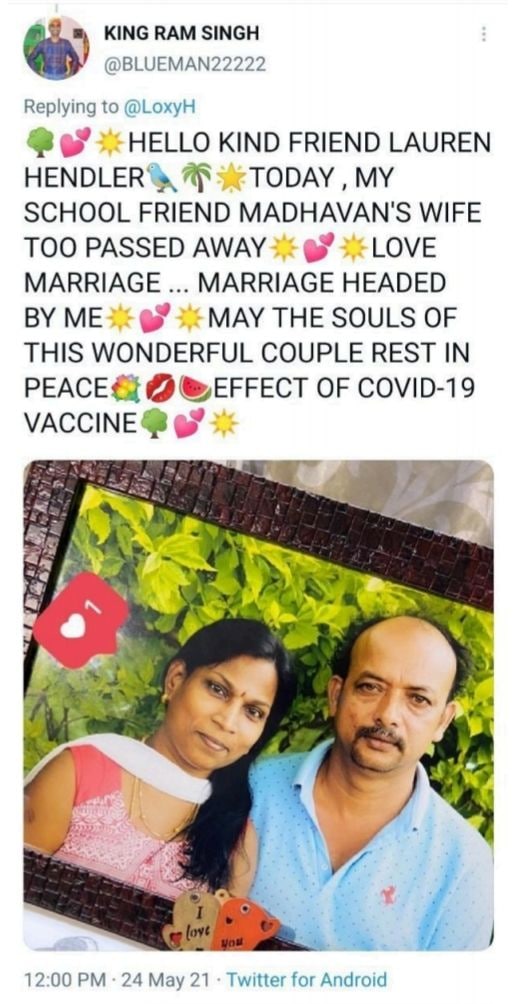 KING RAM SINGH
@BLUEMAN22222
Replying to @LoxyH
🌳💕☀️HELLO KIND FRIEND LAUREN
HENDLER🐦🌴🌟TODAY , MY
SCHOOL FRIEND MADHAVAN'S WIFE
TOO PASSED AWAY☀️💕☀️LOVE
MARRIAGE ... MARRIAGE HEADED
BY ME☀️💕☀️MAY THE SOULS OF
THIS WONDERFUL COUPLE REST IN
PEACE💐💋🍉EFFECT OF COVID-19
VACCINE🌳💕☀️
1
I
love
you
12:00 PM · 24 May 21 · Twitter for Android